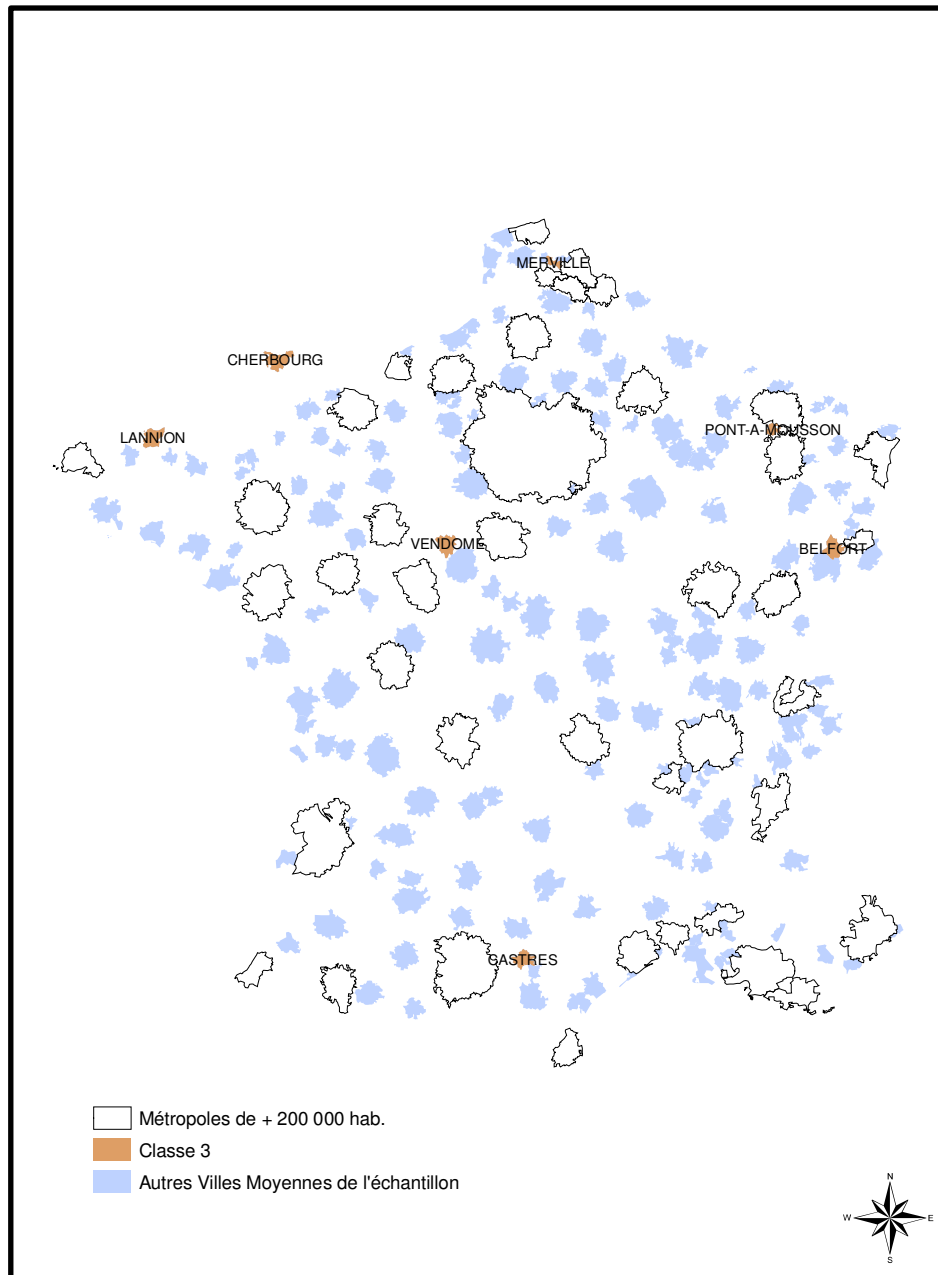 MERVILLE
CHERBOURG
PONT-A-MOUSSON
LANNION
VENDOME
BELFORT
CASTRES
Métropoles de + 200 000 hab.
Classe 3
Autres Villes Moyennes de l'échantillon
N
W E
S